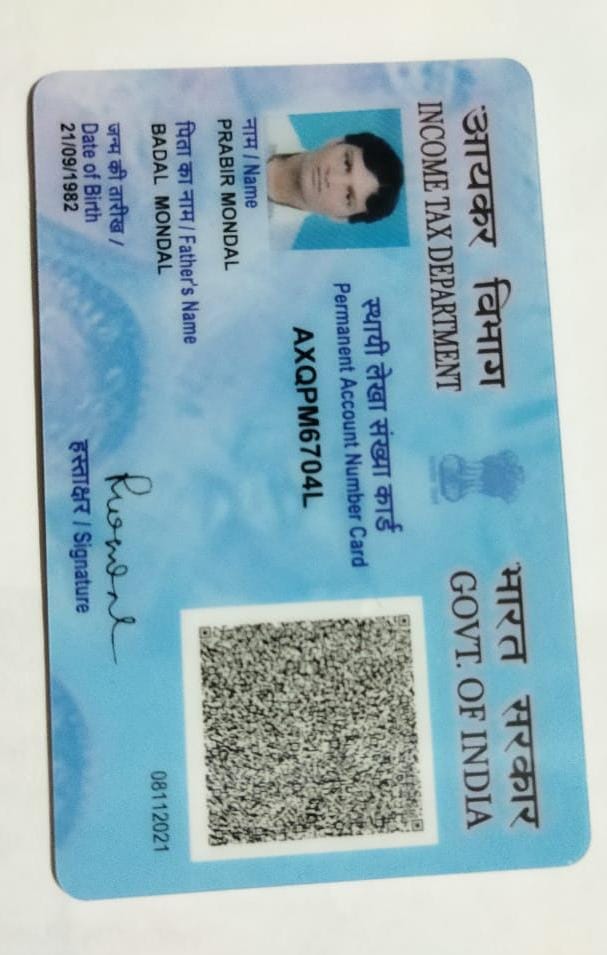 आयकर विभाग
INCOME TAX DEPARTMENT
भारत सरकार
GOVT. OF INDIA
स्थायी लेखा संख्या कार्ड
Permanent Account Number Card
AXQPM6704L
नाम / Name
PRABIR MONDAL
पिता का नाम / Father's Name
BADAL MONDAL
जन्म की तारीख /
Date of Birth
21/09/1982
हस्ताक्षर / Signature
08112021